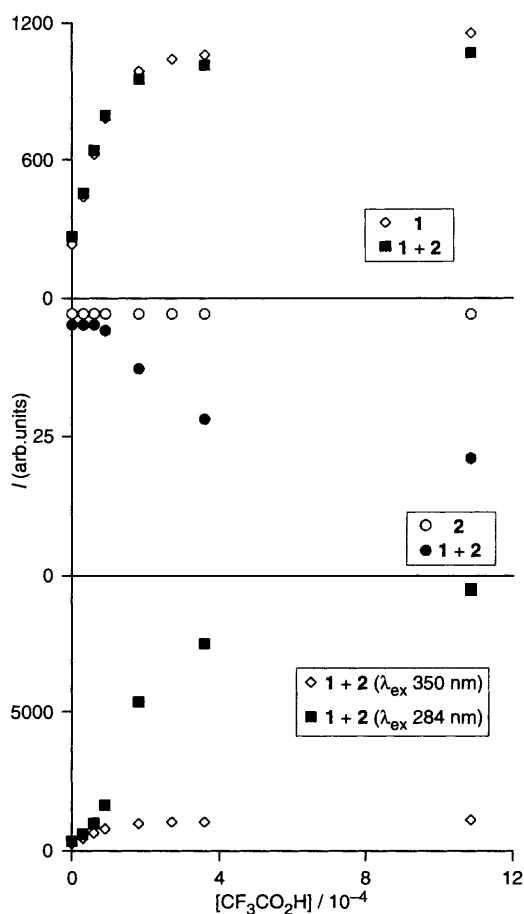 1200
600
1
1 + 2
0
I (arb.units)
25
2
1 + 2
0
1 + 2 (λex 350 nm)
1 + 2 (λex 284 nm)
5000
0
0 4 8 12
[CF3CO2H] / 10−4